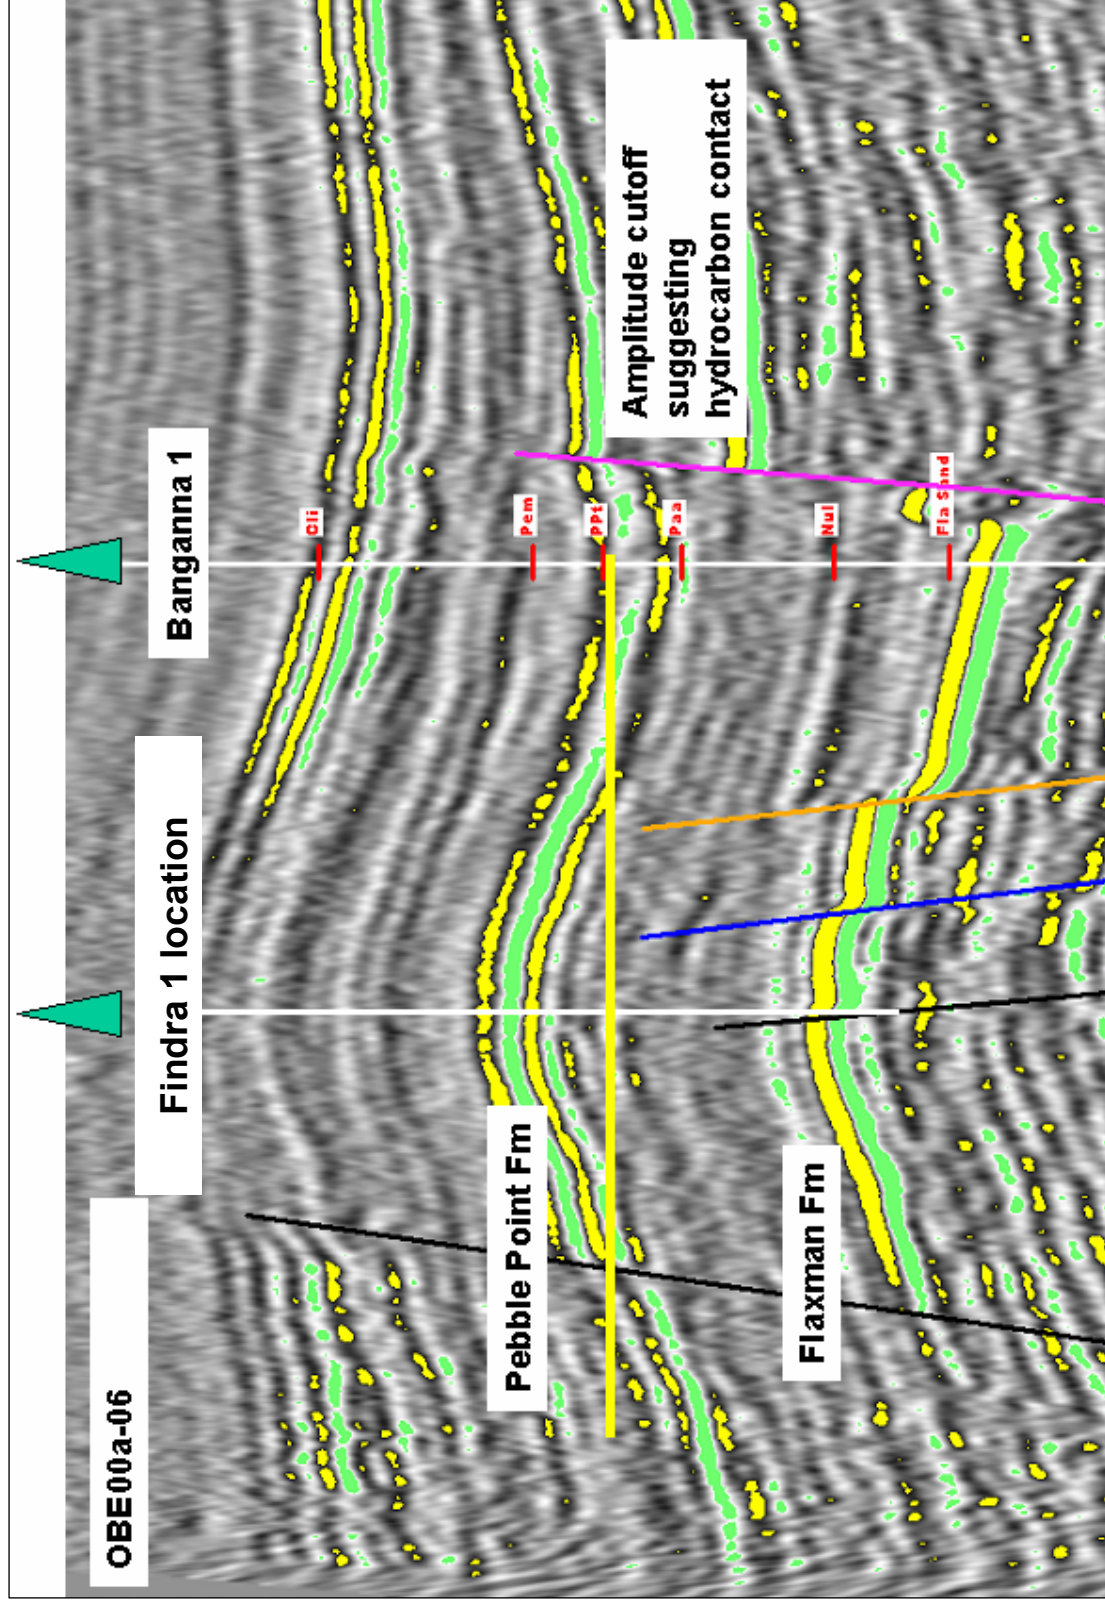 OBE00a-06
Findra 1 location
Banganna 1
Cli
Pem
PPt
Paa
Nul
Fla Sand
Pebble Point Fm
Flaxman Fm
Amplitude cutoff
suggesting
hydrocarbon contact